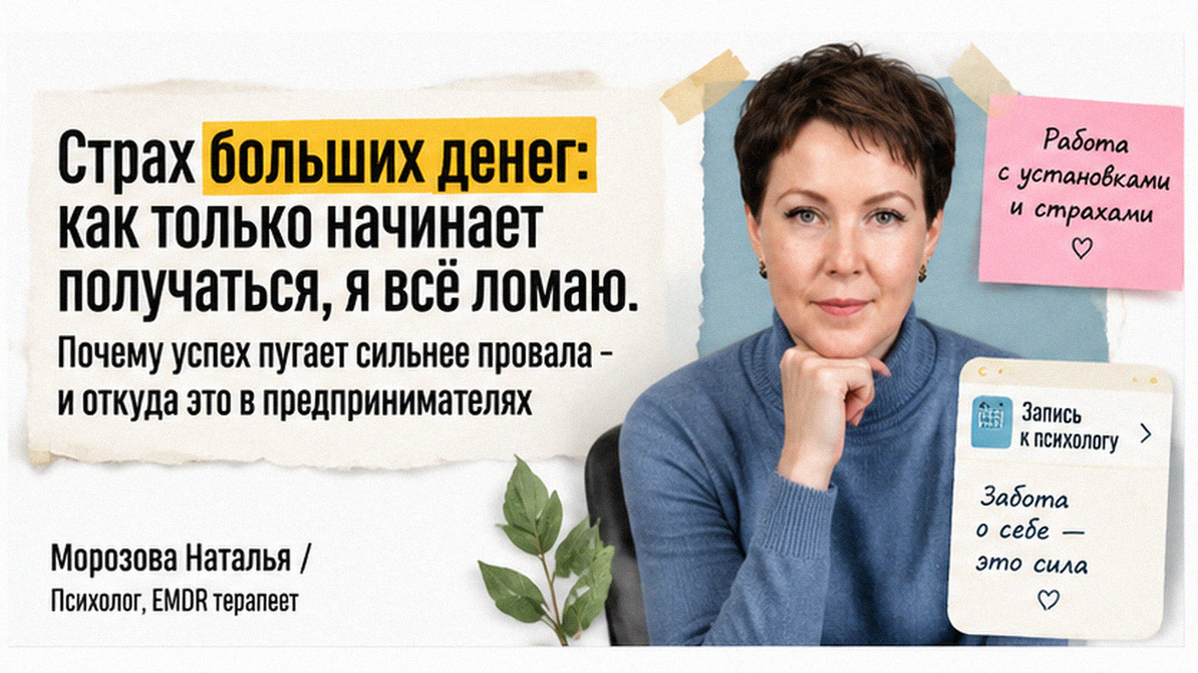 Страх больших денег:
как только начинает
получаться, я всё ломаю.
Почему успех пугает сильнее провала -
и откуда это в предпринимателях
Морозова Наталья /
Психолог, EMDR терапеет
Работа
с установками
и страхами
Запись
к психологу
Забота
о себе —
это сила